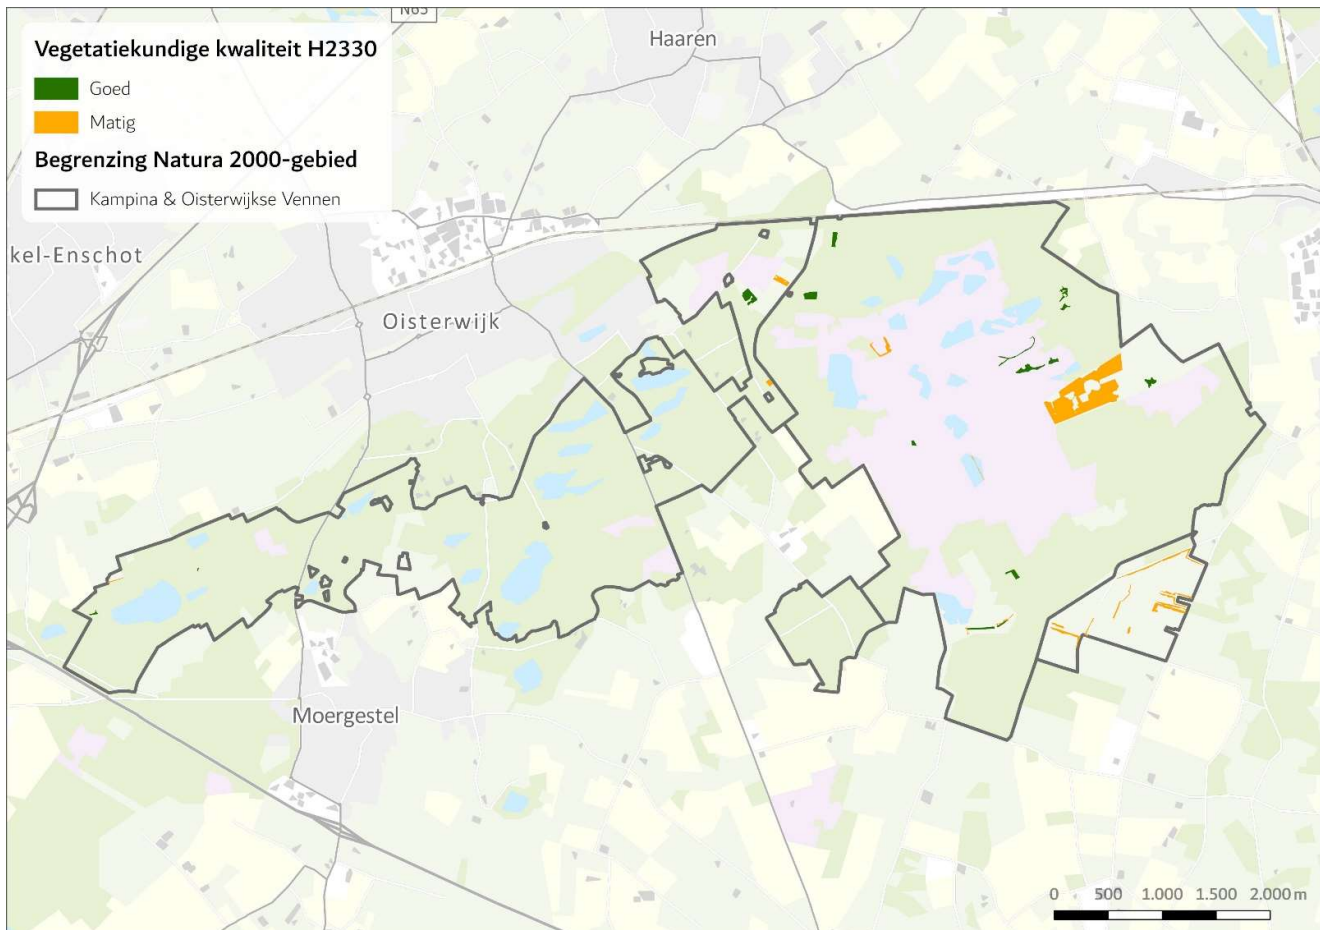 N65
Vegetatiekundige kwaliteit H2330
Haaren
Goed
Matig
Begrenzing Natura 2000-gebied
Kampina & Oisterwijkse Vennen
kel-Enschot
Oisterwijk
Moergestel
0 500 1.000 1.500 2.000 m